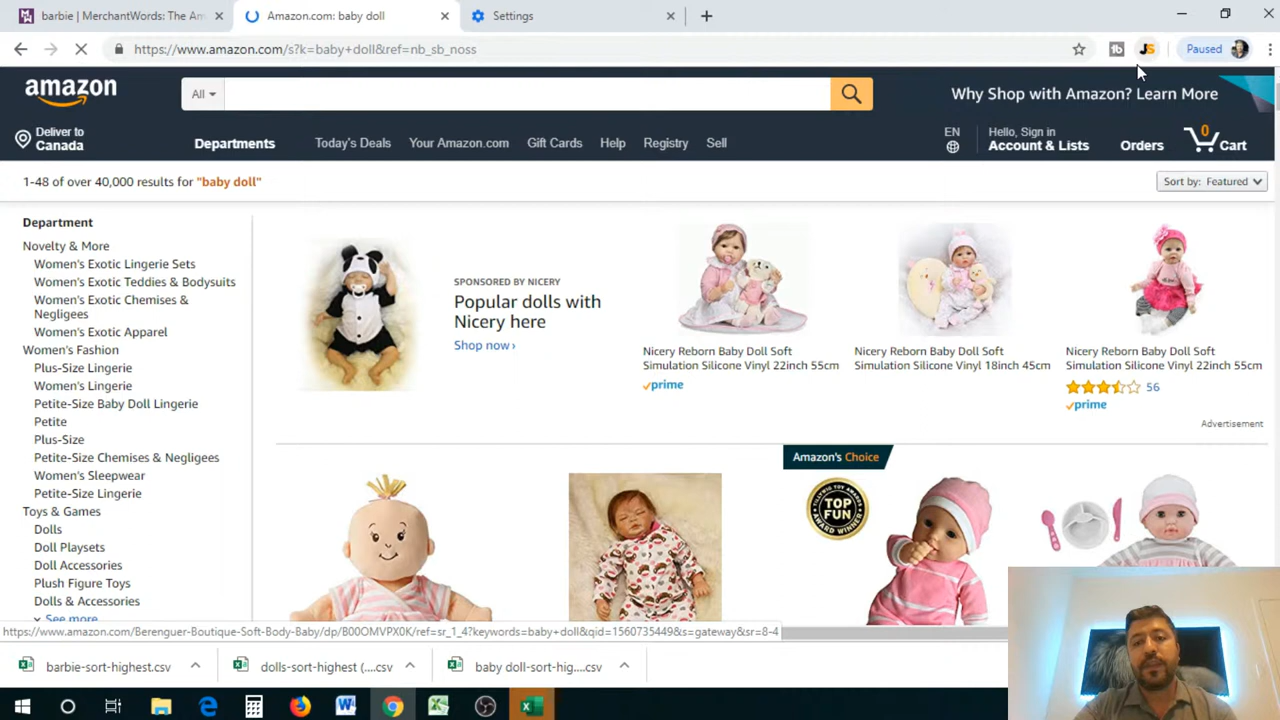 barbie | MerchantWords: The Am
Amazon.com: baby doll
Settings
https://www.amazon.com/s?k=baby+doll&ref=nb_sb_noss
tb
JS
Paused
amazon
All
Why Shop with Amazon? Learn More
Deliver to
Canada
Departments
Today's Deals
Your Amazon.com
Gift Cards
Help
Registry
Sell
EN
Hello, Sign in
Account & Lists
Orders
0
Cart
1-48 of over 40,000 results for "baby doll"
Sort by: Featured
Department
Novelty & More
Women's Exotic Lingerie Sets
Women's Exotic Teddies & Bodysuits
Women's Exotic Chemises &
Negligees
Women's Exotic Apparel
Women's Fashion
Plus-Size Lingerie
Women's Lingerie
Petite-Size Baby Doll Lingerie
Petite
Plus-Size
Petite-Size Chemises & Negligees
Women's Sleepwear
Petite-Size Lingerie
Toys & Games
Dolls
Doll Playsets
Doll Accessories
Plush Figure Toys
Dolls & Accessories
See more
SPONSORED BY NICERY
Popular dolls with
Nicery here
Shop now ›
Nicery Reborn Baby Doll Soft
Simulation Silicone Vinyl 22inch 55cm
prime
Nicery Reborn Baby Doll Soft
Simulation Silicone Vinyl 18inch 45cm
Nicery Reborn Baby Doll Soft
Simulation Silicone Vinyl 22inch 55cm
56
prime
Advertisement
Amazon's Choice
TOP
FUN
AWARD WINNER
https://www.amazon.com/Berenguer-Boutique-Soft-Body-Baby/dp/B00OMVPX0K/ref=sr_1_4?keywords=baby+doll&qid=1560735449&s=gateway&sr=8-4
barbie-sort-highest.csv
dolls-sort-highest (....csv
baby doll-sort-hig....csv